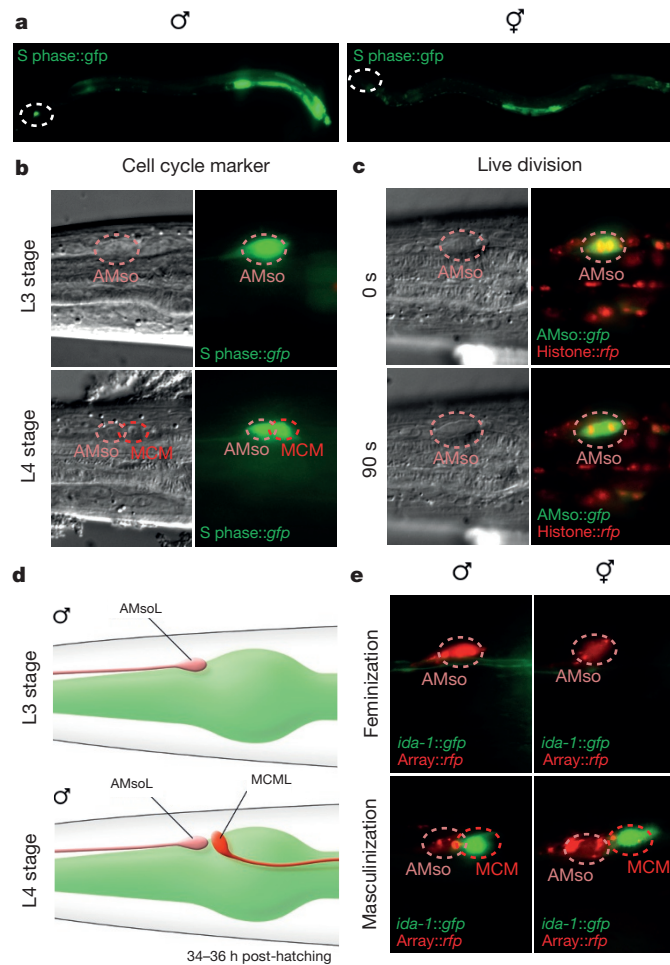 a
♂
⚥
S phase::gfp
S phase::gfp
b
Cell cycle marker
L3 stage
AMso
AMso
S phase::gfp
L4 stage
AMso
MCM
AMso
MCM
S phase::gfp
c
Live division
0 s
AMso
AMso
AMso::gfp
Histone::rfp
90 s
AMso
AMso
AMso::gfp
Histone::rfp
d
♂
AMsoL
L3 stage
♂
AMsoL
MCML
L4 stage
34–36 h post-hatching
e
♂
⚥
Feminization
AMso
ida-1::gfp
Array::rfp
AMso
ida-1::gfp
Array::rfp
Masculinization
AMso
MCM
ida-1::gfp
Array::rfp
AMso
MCM
ida-1::gfp
Array::rfp